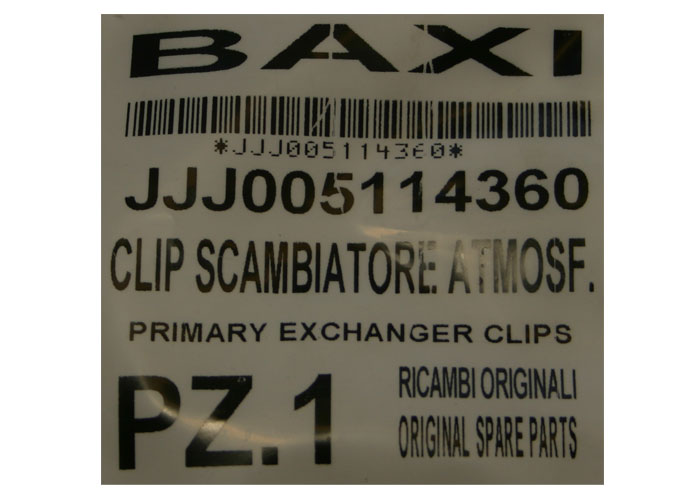 BAXI
*JJJ005114360*
JJJ005114360
CLIP SCAMBIATORE ATMOSF.
PRIMARY EXCHANGER CLIPS
PZ.1
RICAMBI ORIGINALI
ORIGINAL SPARE PARTS